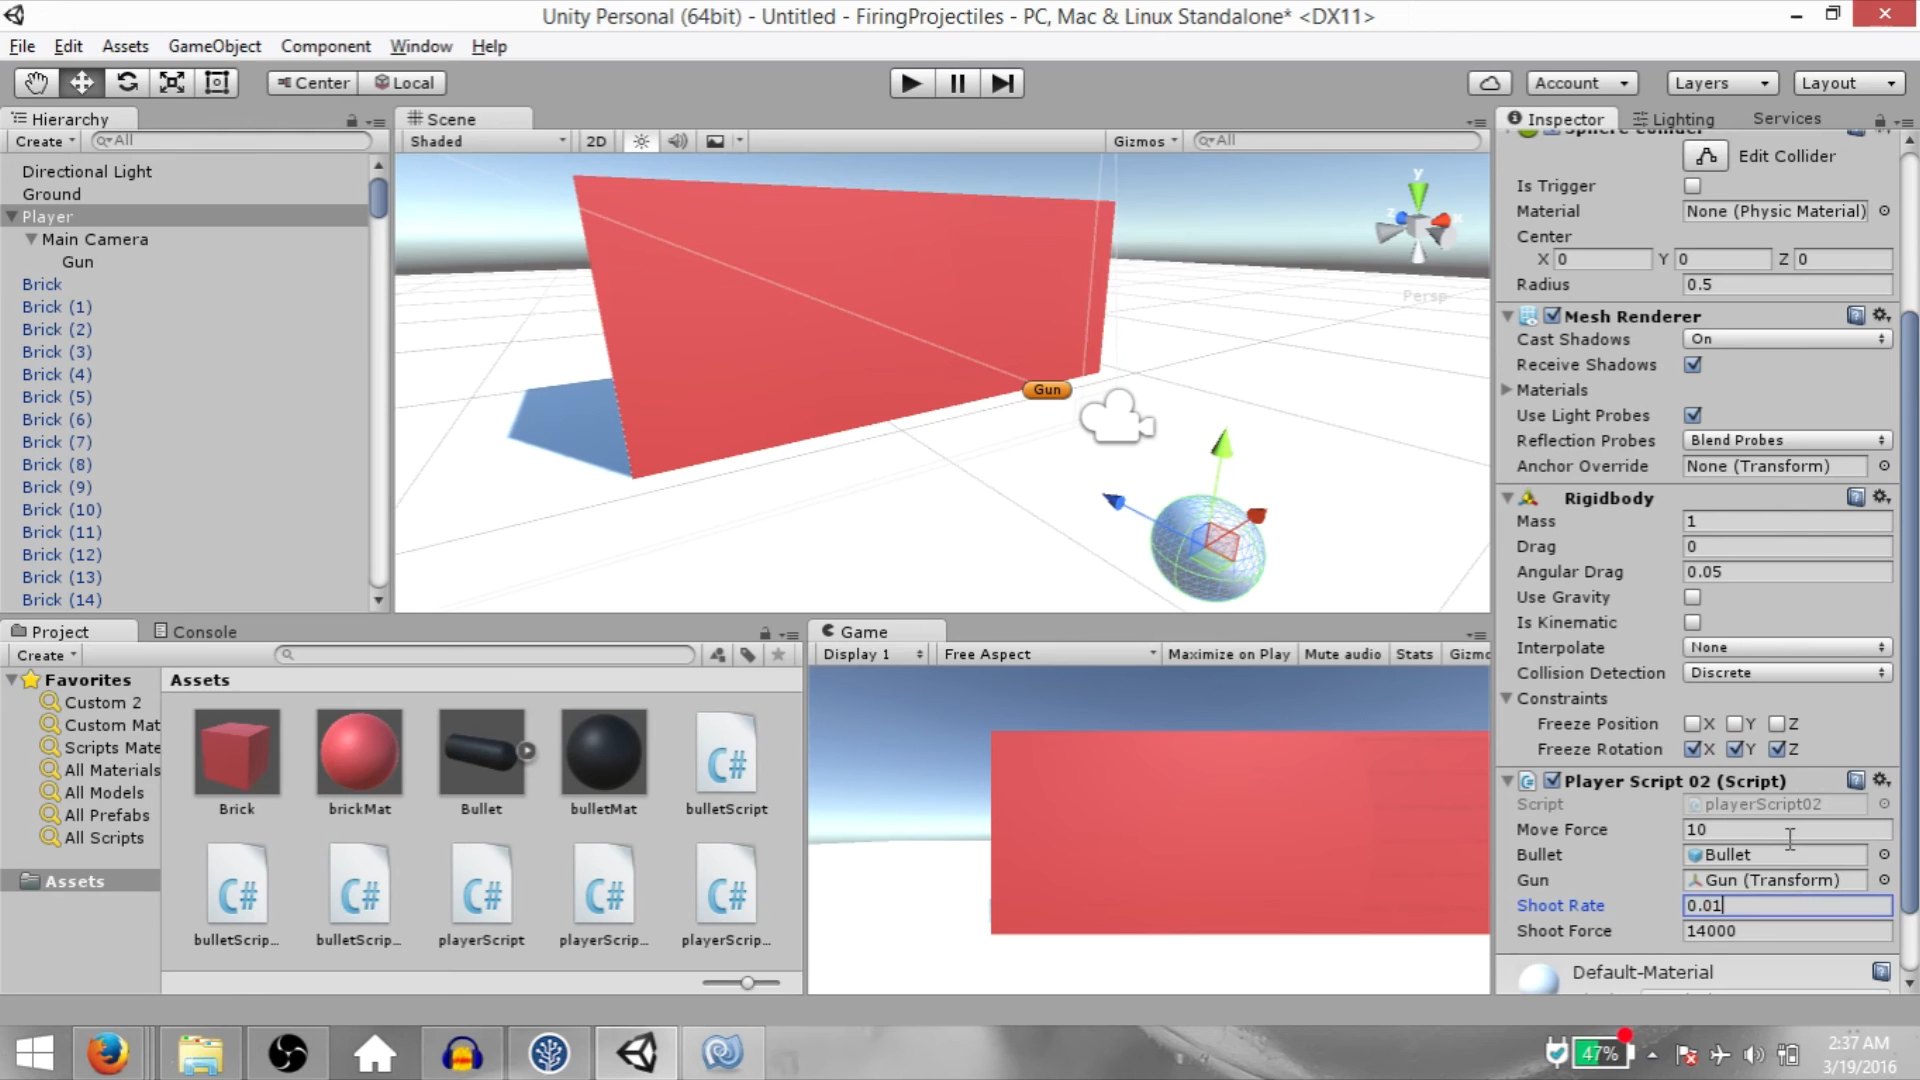 Unity Personal (64bit) - Untitled - FiringProjectiles - PC, Mac & Linux Standalone* <DX11>
File Edit Assets GameObject Component Window Help
Center Local Account Layers Layout
Hierarchy
Create All
Directional Light
Ground
Player
Main Camera
Gun
Brick
Brick (1)
Brick (2)
Brick (3)
Brick (4)
Brick (5)
Brick (6)
Brick (7)
Brick (8)
Brick (9)
Brick (10)
Brick (11)
Brick (12)
Brick (13)
Brick (14)
Scene
Shaded 2D Gizmos All
y
z x
Persp
Gun
Project Console
Create
Favorites
Custom 2
Custom Mat
Scripts Mate
All Materials
All Models
All Prefabs
All Scripts
Assets
Assets
C#
Brick brickMat Bullet bulletMat bulletScript
C# C# C# C# C#
bulletScrip... bulletScrip... playerScript playerScrip... playerScrip...
Game
Display 1 Free Aspect Maximize on Play Mute audio Stats Gizmo
Inspector Lighting Services
Sphere Collider
Edit Collider
Is Trigger
Material None (Physic Material)
Center
X 0 Y 0 Z 0
Radius 0.5
Mesh Renderer
Cast Shadows On
Receive Shadows
Materials
Use Light Probes
Reflection Probes Blend Probes
Anchor Override None (Transform)
Rigidbody
Mass 1
Drag 0
Angular Drag 0.05
Use Gravity
Is Kinematic
Interpolate None
Collision Detection Discrete
Constraints
Freeze Position X Y Z
Freeze Rotation X Y Z
Player Script 02 (Script)
Script playerScript02
Move Force 10
Bullet Bullet
Gun Gun (Transform)
Shoot Rate 0.01
Shoot Force 14000
Default-Material
47%
2:37 AM
3/19/2016